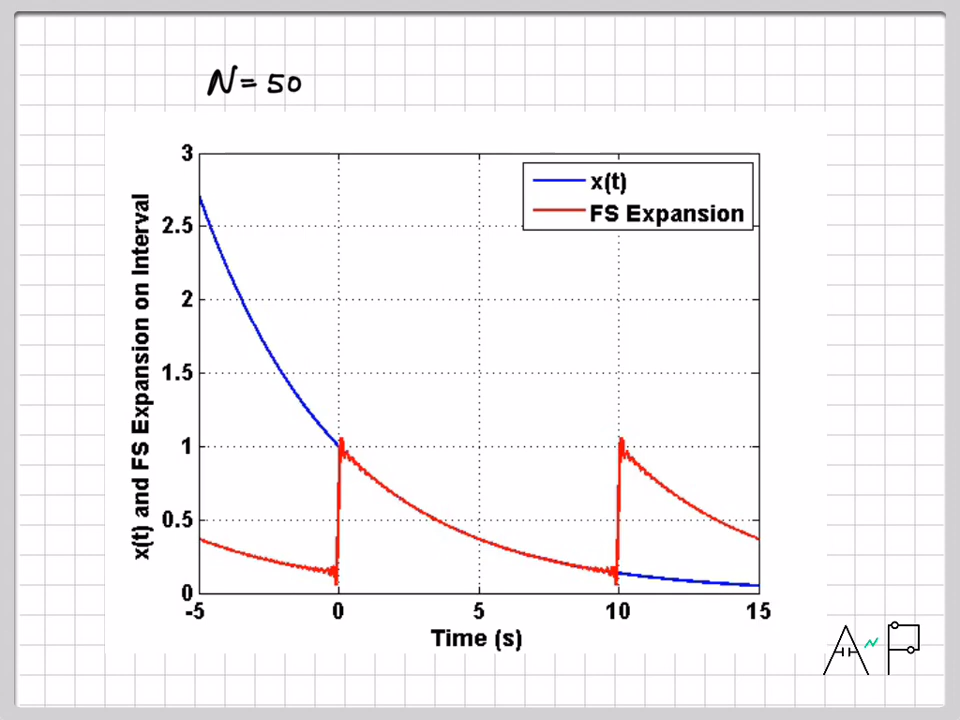 N = 50
x(t) and FS Expansion on Interval
3
2.5
2
1.5
1
0.5
0
x(t)
FS Expansion
-5 0 5 10 15
Time (s)